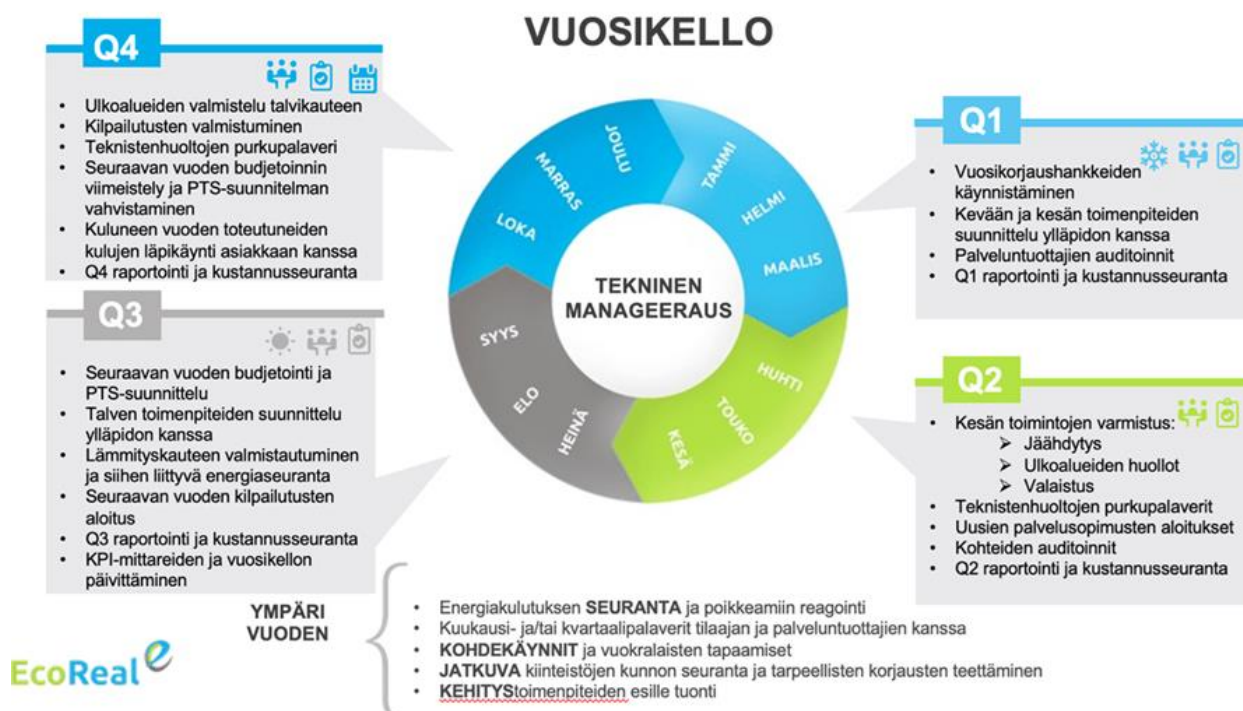 VUOSIKELLO
Q4
• Ulkoalueiden valmistelu talvikauteen
• Kilpailutusten valmistuminen
• Teknistenhuoltojen purkupalaveri
• Seuraavan vuoden budjetoinnin
viimeistely ja PTS-suunnitelman
vahvistaminen
• Kuluneen vuoden toteutuneiden
kulujen läpikäynti asiakkaan kanssa
• Q4 raportointi ja kustannusseuranta
Q1
• Vuosikorjaushankkeiden
käynnistäminen
• Kevään ja kesän toimenpiteiden
suunnittelu ylläpidon kanssa
• Palveluntuottajien auditoinnit
• Q1 raportointi ja kustannusseuranta
TAMMI
HELMI
MAALIS
HUHTI
TOUKO
KESÄ
HEINÄ
ELO
SYYS
LOKA
MARRAS
JOULU
TEKNINEN
MANAGEERAUS
Q3
• Seuraavan vuoden budjetointi ja
PTS-suunnittelu
• Talven toimenpiteiden suunnittelu
ylläpidon kanssa
• Lämmityskauteen valmistautuminen
ja siihen liittyvä energiaseuranta
• Seuraavan vuoden kilpailutusten
aloitus
• Q3 raportointi ja kustannusseuranta
• KPI-mittareiden ja vuosikellon
päivittäminen
Q2
• Kesän toimintojen varmistus:
➢ Jäähdytys
➢ Ulkoalueiden huollot
➢ Valaistus
• Teknistenhuoltojen purkupalaverit
• Uusien palvelusopimusten aloitukset
• Kohteiden auditoinnit
• Q2 raportointi ja kustannusseuranta
YMPÄRI
VUODEN
• Energiakulutuksen SEURANTA ja poikkeamiin reagointi
• Kuukausi- ja/tai kvartaalipalaverit tilaajan ja palveluntuottajien kanssa
• KOHDEKÄYNNIT ja vuokralaisten tapaamiset
• JATKUVA kiinteistöjen kunnon seuranta ja tarpeellisten korjausten teettäminen
• KEHITYStoimenpiteiden esille tuonti
EcoReal